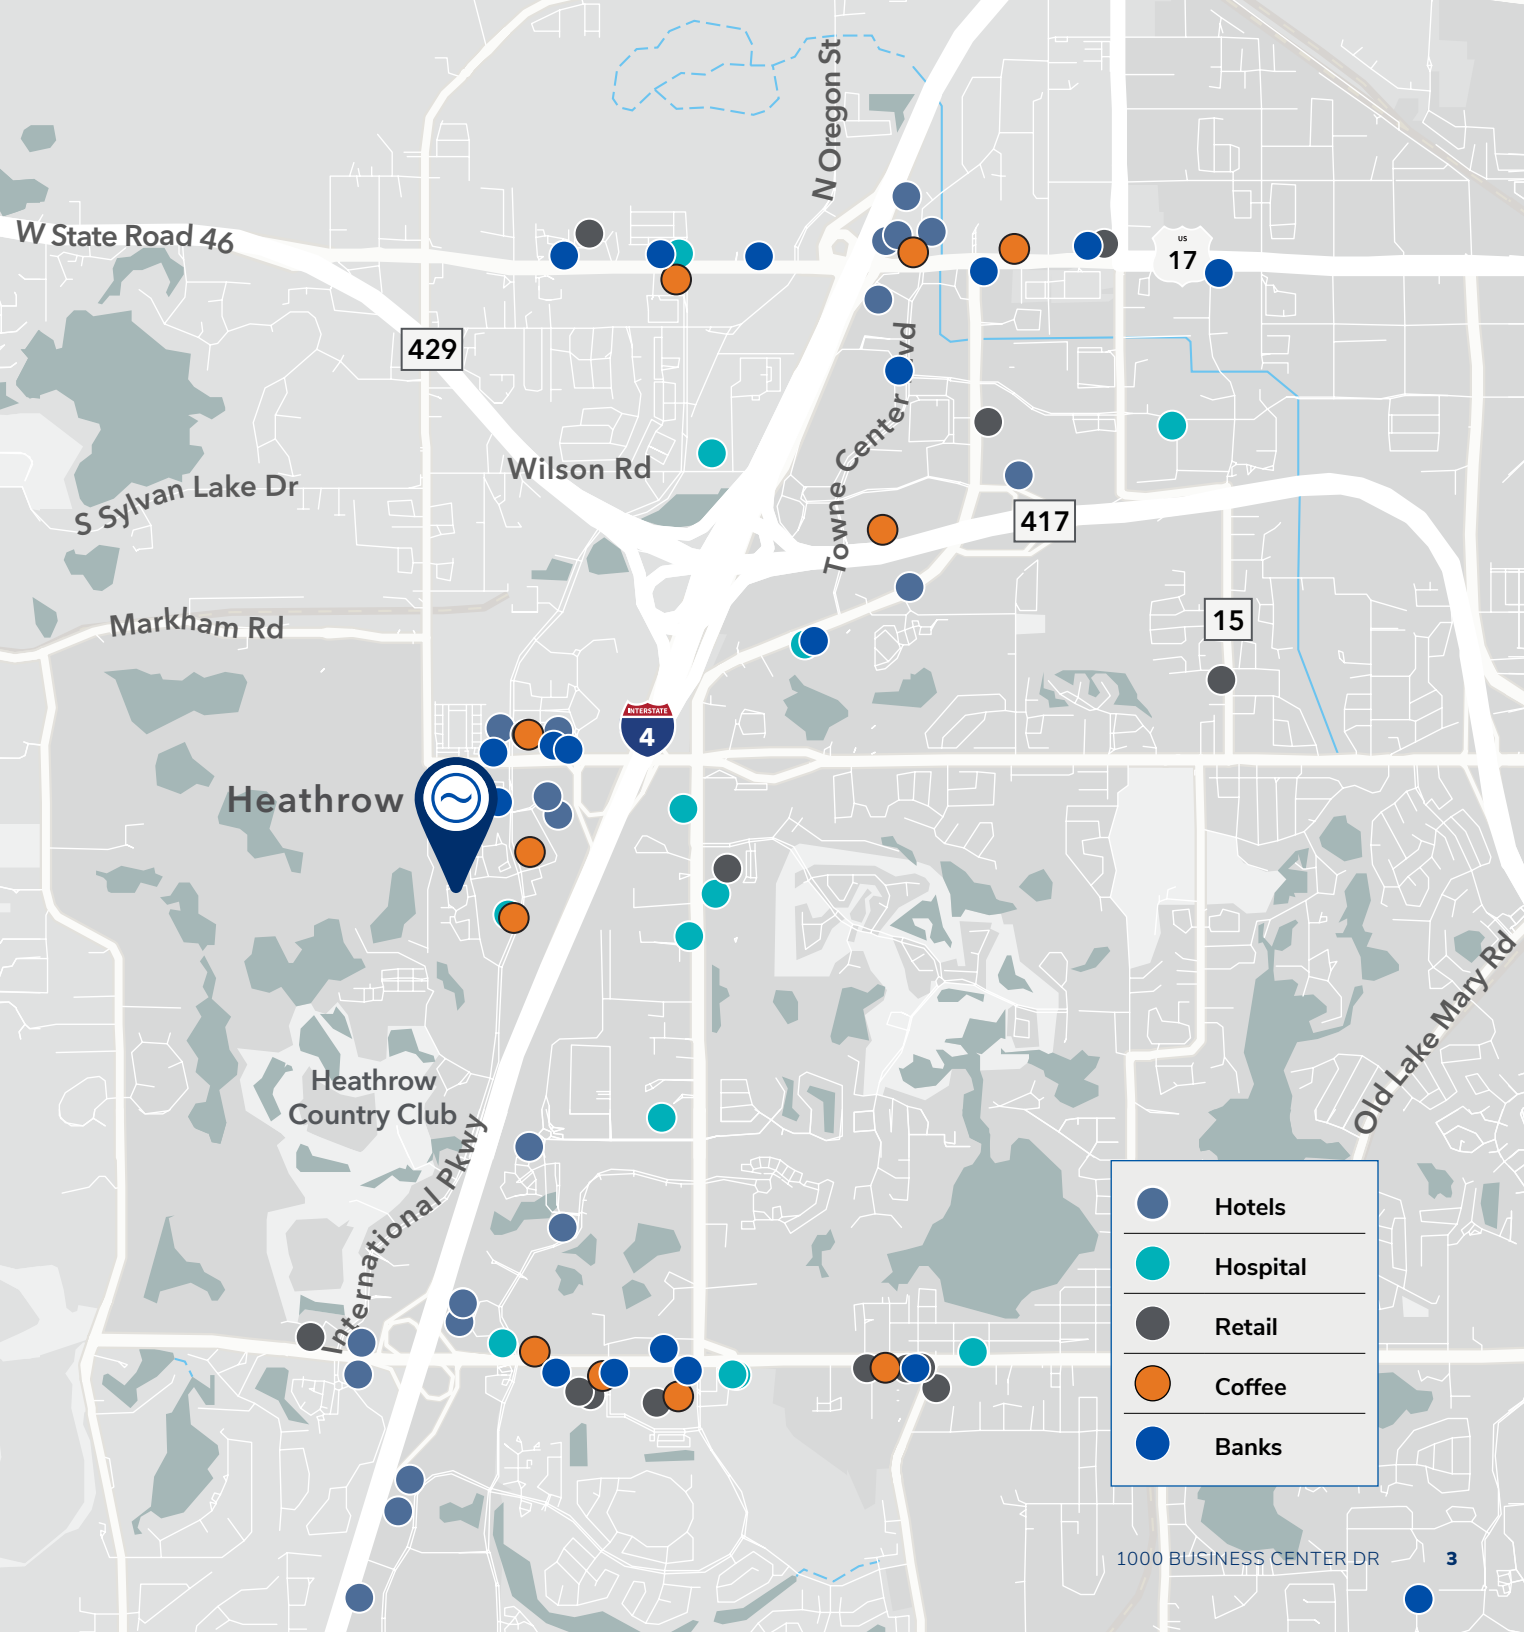 N Oregon St
W State Road 46
US
17
429
Towne Center
vd
Wilson Rd
S Sylvan Lake Dr
417
15
Markham Rd
INTERSTATE
4
Heathrow
Old Lake Mary Rd
Heathrow
Country Club
International Pkwy
Hotels
Hospital
Retail
Coffee
Banks
1000 BUSINESS CENTER DR 3